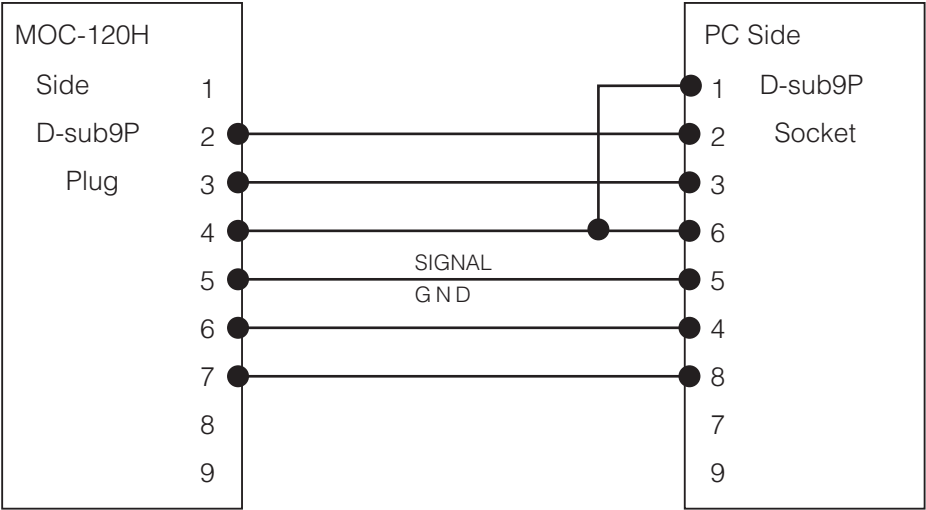 MOC-120H
Side 1
D-sub9P 2
Plug 3
4
5
6
7
8
9
SIGNAL
GND
PC Side
1 D-sub9P
2 Socket
3
6
5
4
8
7
9